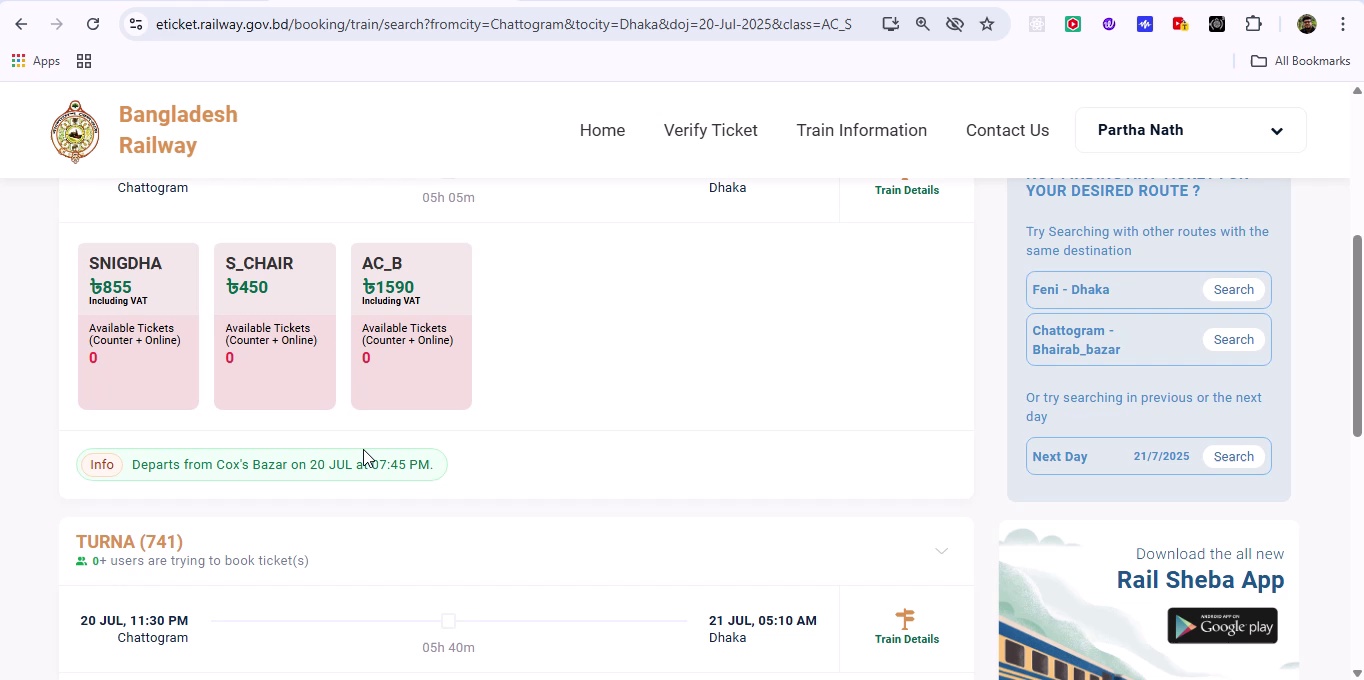 eticket.railway.gov.bd/booking/train/search?fromcity=Chattogram&tocity=Dhaka&doj=20-Jul-2025&class=AC_S
Apps
All Bookmarks
Bangladesh
Railway
Home
Verify Ticket
Train Information
Contact Us
Partha Nath
Chattogram
05h 05m
Dhaka
Train Details
SNIGDHA
৳855
Including VAT
Available Tickets
(Counter + Online)
0
S_CHAIR
৳450
Available Tickets
(Counter + Online)
0
AC_B
৳1590
Including VAT
Available Tickets
(Counter + Online)
0
Info
Departs from Cox's Bazar on 20 JUL at 07:45 PM.
TURNA (741)
0+ users are trying to book ticket(s)
20 JUL, 11:30 PM
Chattogram
05h 40m
21 JUL, 05:10 AM
Dhaka
Train Details
YOUR DESIRED ROUTE ?
Try Searching with other routes with the
same destination
Feni - Dhaka
Search
Chattogram -
Bhairab_bazar
Search
Or try searching in previous or the next
day
Next Day
21/7/2025
Search
Download the all new
Rail Sheba App
ANDROID APP ON
Google play